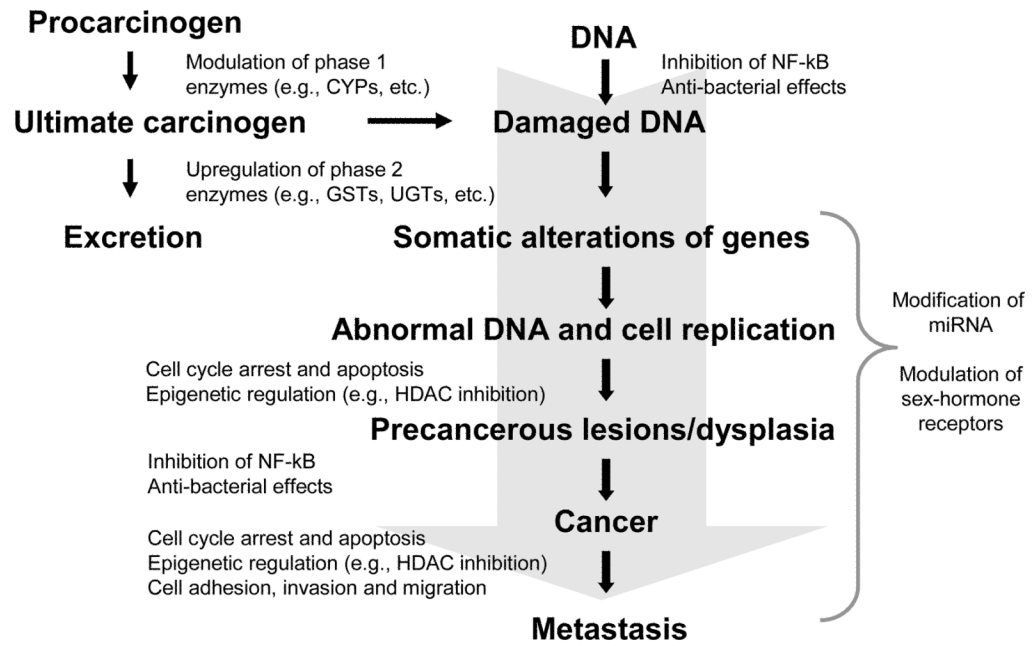 Procarcinogen
Modulation of phase 1
enzymes (e.g., CYPs, etc.)
Ultimate carcinogen
Upregulation of phase 2
enzymes (e.g., GSTs, UGTs, etc.)
Excretion
DNA
Inhibition of NF-kB
Anti-bacterial effects
Damaged DNA
Somatic alterations of genes
Abnormal DNA and cell replication
Cell cycle arrest and apoptosis
Epigenetic regulation (e.g., HDAC inhibition)
Precancerous lesions/dysplasia
Inhibition of NF-kB
Anti-bacterial effects
Cancer
Cell cycle arrest and apoptosis
Epigenetic regulation (e.g., HDAC inhibition)
Cell adhesion, invasion and migration
Metastasis
Modification of
miRNA
Modulation of
sex-hormone
receptors